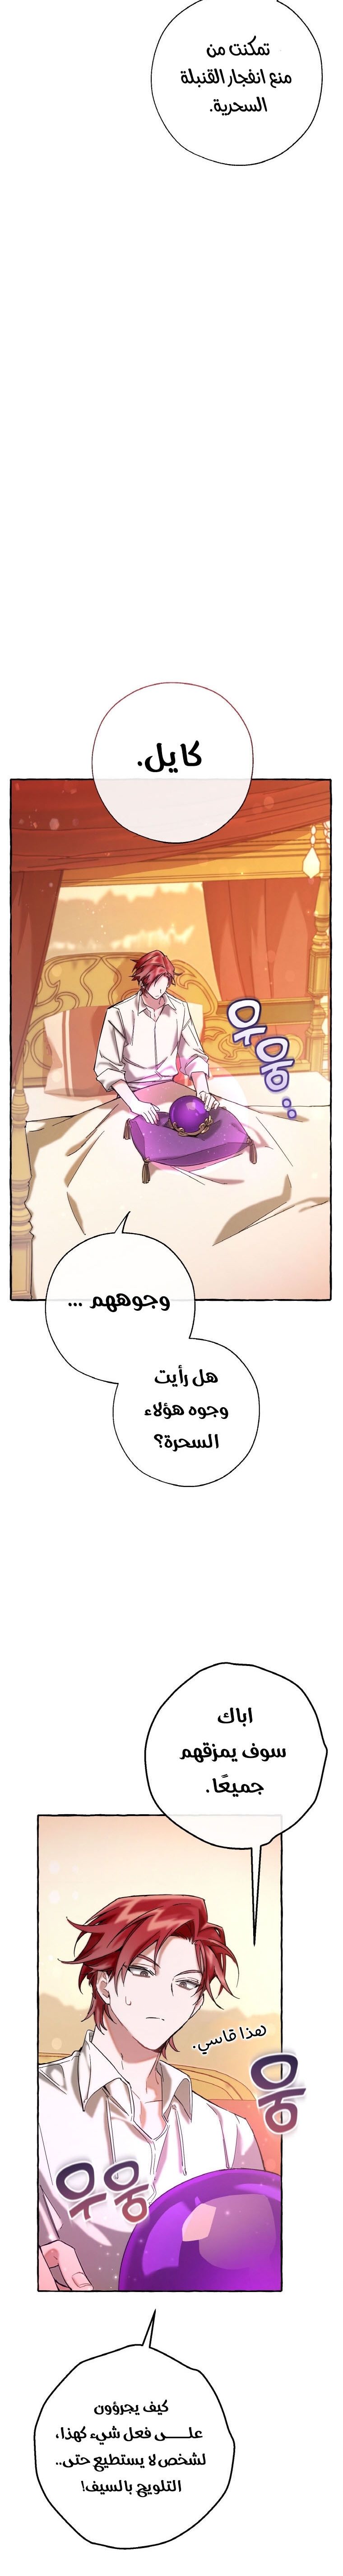 تمكنت من
منع انفجار القنبلة
السحرية.
كايل.
우웅..
وجوههم ...
هل رأيت
وجوه هؤلاء
السحرة؟
اباك
سوف يمزقهم
جميعًا.
هذا قاسي.
웅
우웅
كيف يجرؤون
علـــى فعل شيء كهذا،
لشخص لا يستطيع حتى..
التلويح بالسيف!